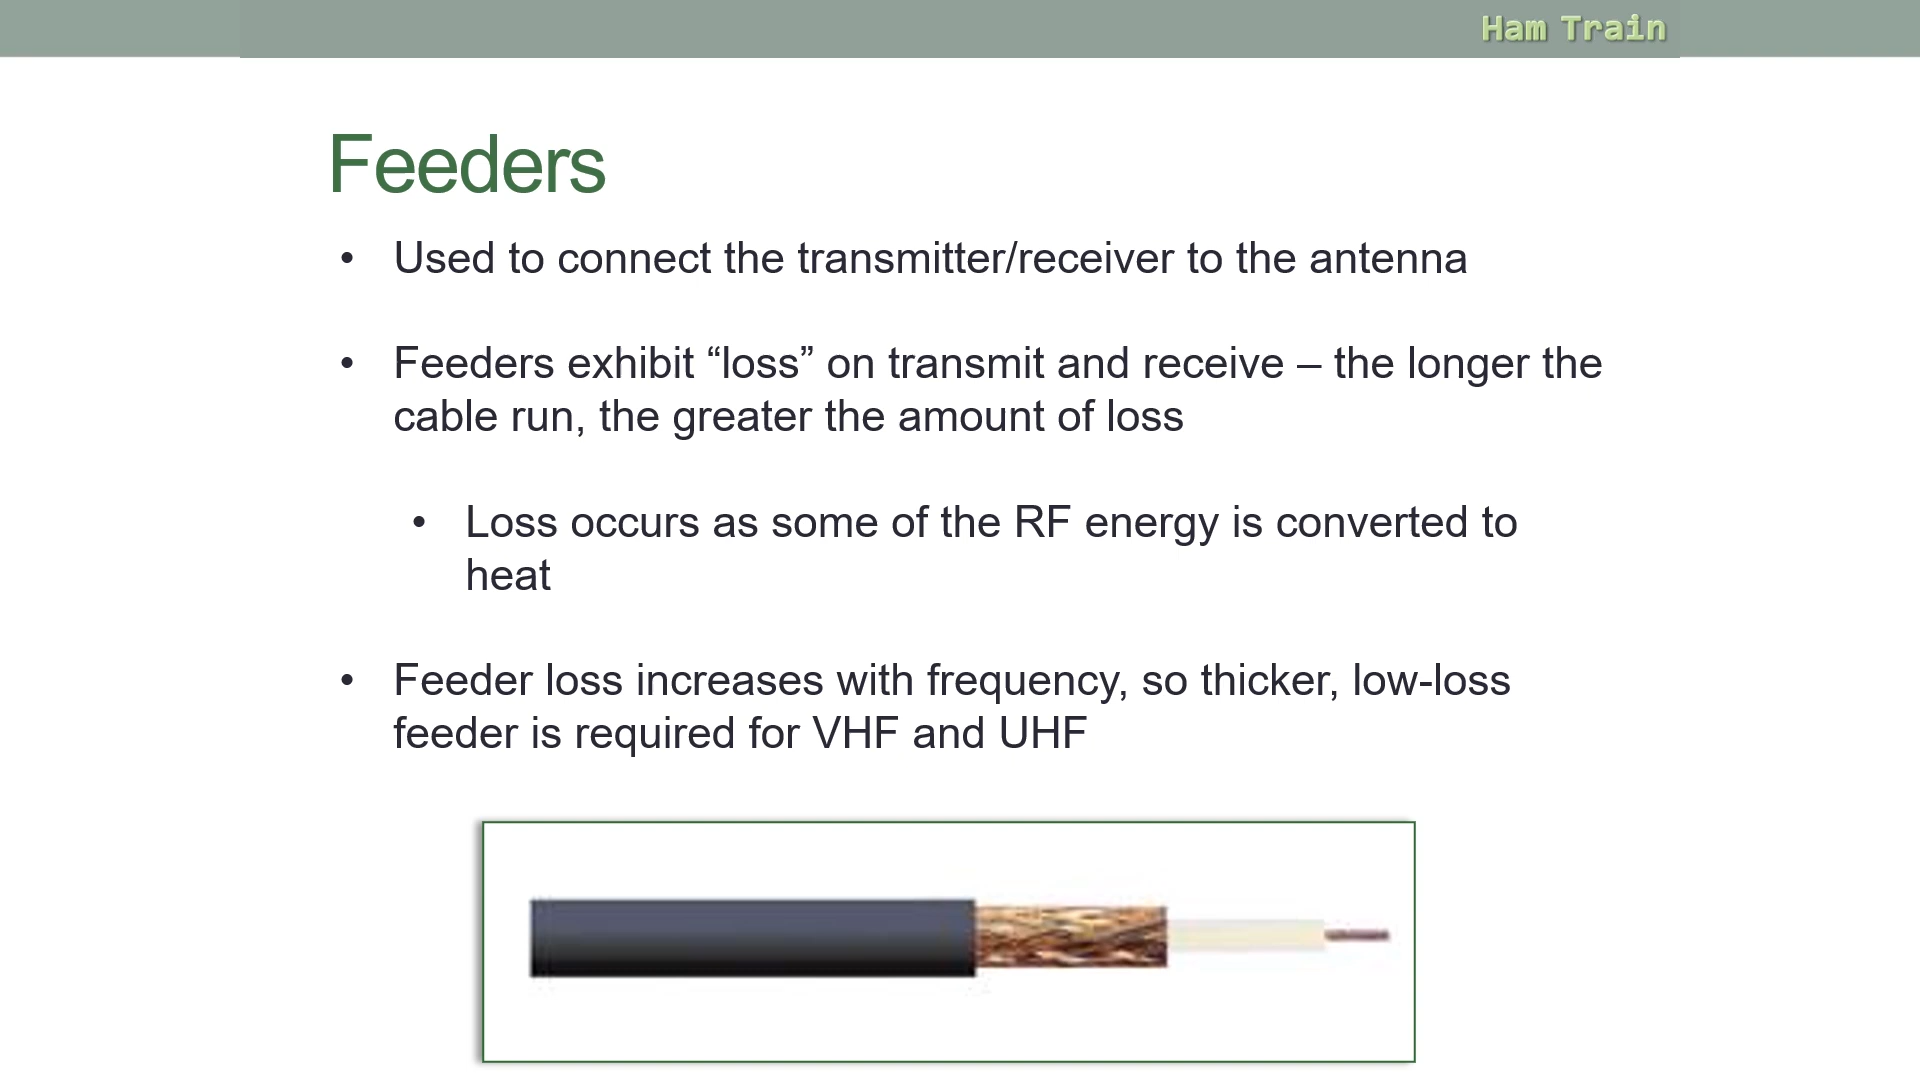 Ham Train
Feeders
• Used to connect the transmitter/receiver to the antenna
• Feeders exhibit “loss” on transmit and receive – the longer the
cable run, the greater the amount of loss
• Loss occurs as some of the RF energy is converted to
heat
• Feeder loss increases with frequency, so thicker, low-loss
feeder is required for VHF and UHF